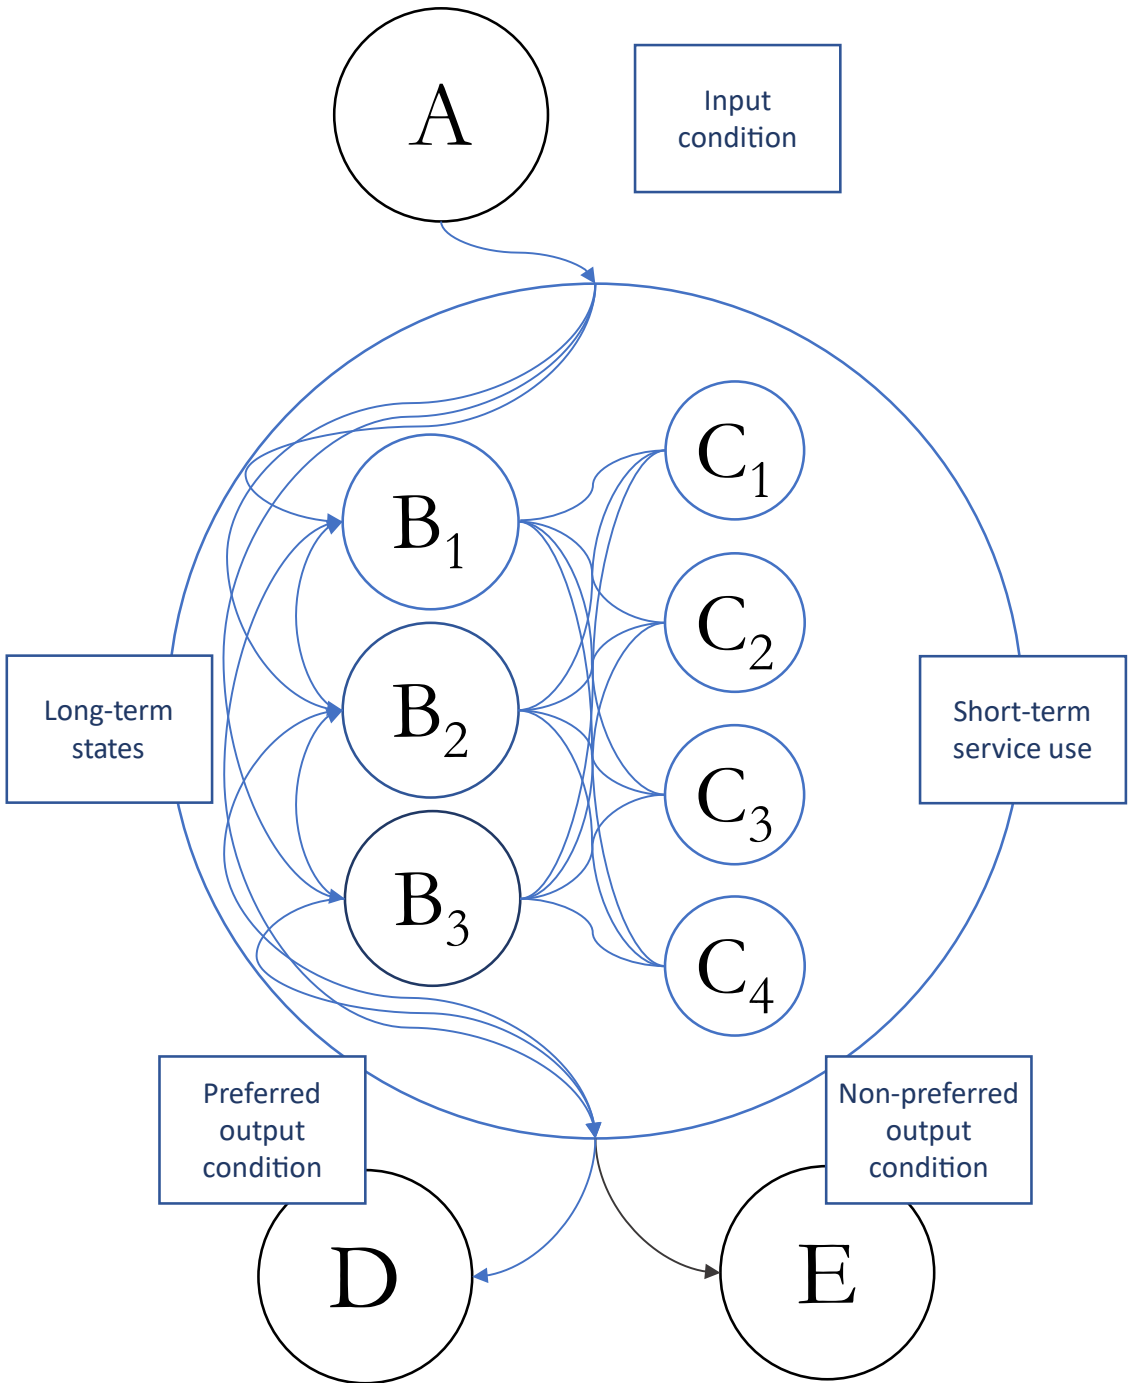 A
Input
condition
C1
B1
C2
B2
Long-term
states
Short-term
service use
C3
B3
C4
Preferred
output
condition
Non-preferred
output
condition
D
E